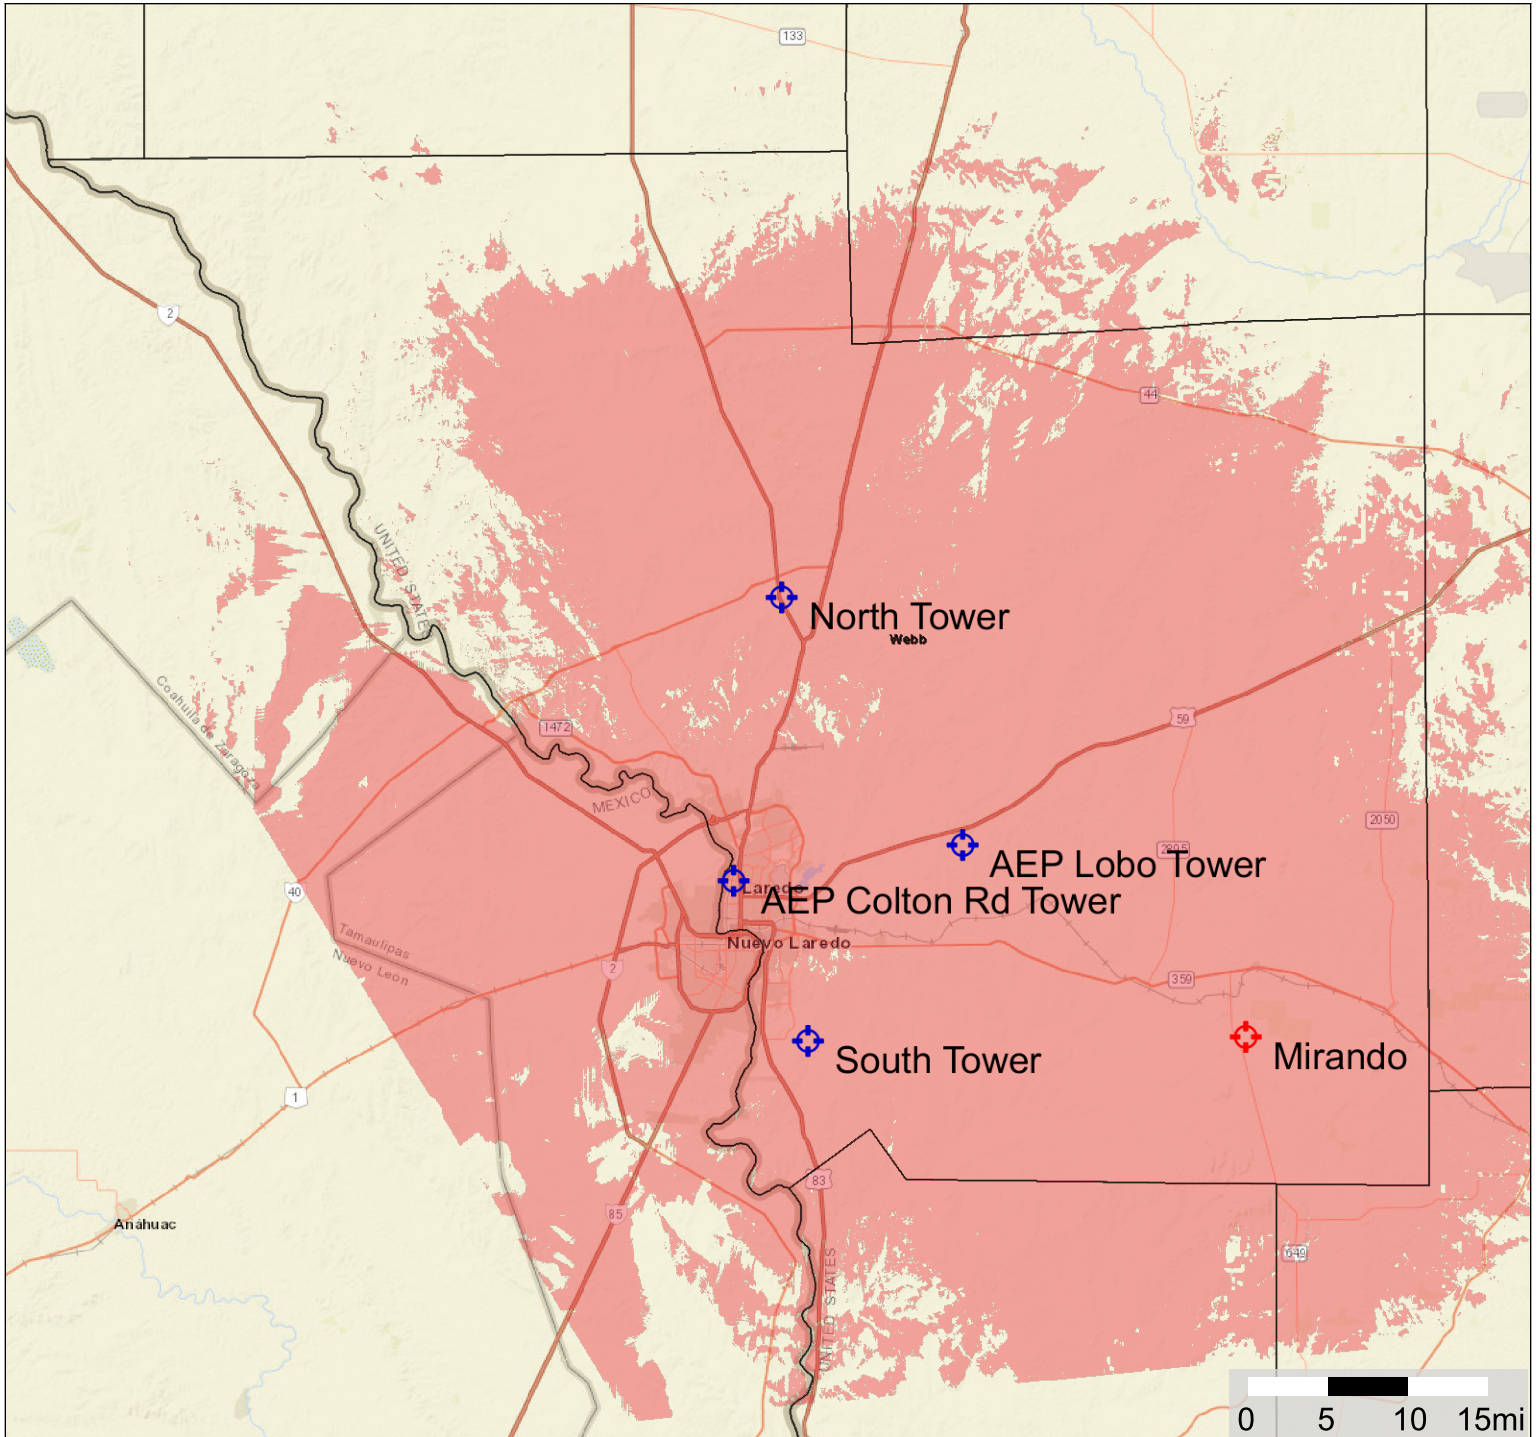 133
2
44
UNITED STATES
North Tower
Webb
Coahuila de Zaragoza
1472
59
MEXICO
2050
2895
AEP Lobo Tower
Laredo
AEP Colton Rd Tower
40
Tamaulipas
Nuevo León
Nuevo Laredo
2
359
South Tower
Mirando
1
83
85
Anáhuac
649
UNITED STATES
0 5 10 15mi